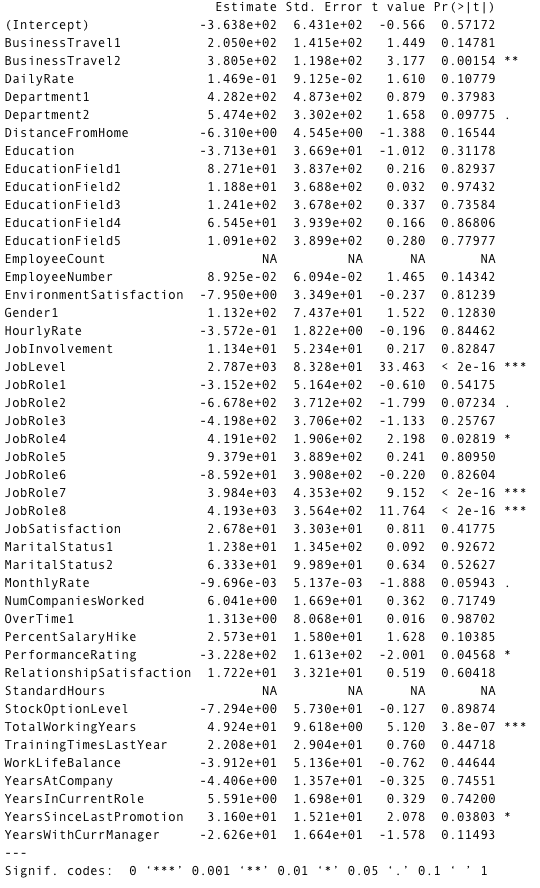 Estimate Std. Error t value Pr(>|t|)
(Intercept) -3.638e+02 6.431e+02 -0.566 0.57172
BusinessTravel1 2.050e+02 1.415e+02 1.449 0.14781
BusinessTravel2 3.805e+02 1.198e+02 3.177 0.00154 **
DailyRate 1.469e-01 9.125e-02 1.610 0.10779
Department1 4.282e+02 4.873e+02 0.879 0.37983
Department2 5.474e+02 3.302e+02 1.658 0.09775 .
DistanceFromHome -6.310e+00 4.545e+00 -1.388 0.16544
Education -3.713e+01 3.669e+01 -1.012 0.31178
EducationField1 8.271e+01 3.837e+02 0.216 0.82937
EducationField2 1.188e+01 3.688e+02 0.032 0.97432
EducationField3 1.241e+02 3.678e+02 0.337 0.73584
EducationField4 6.545e+01 3.939e+02 0.166 0.86806
EducationField5 1.091e+02 3.899e+02 0.280 0.77977
EmployeeCount NA NA NA NA
EmployeeNumber 8.925e-02 6.094e-02 1.465 0.14342
EnvironmentSatisfaction -7.950e+00 3.349e+01 -0.237 0.81239
Gender1 1.132e+02 7.437e+01 1.522 0.12830
HourlyRate -3.572e-01 1.822e+00 -0.196 0.84462
JobInvolvement 1.134e+01 5.234e+01 0.217 0.82847
JobLevel 2.787e+03 8.328e+01 33.463 < 2e-16 ***
JobRole1 -3.152e+02 5.164e+02 -0.610 0.54175
JobRole2 -6.678e+02 3.712e+02 -1.799 0.07234 .
JobRole3 -4.198e+02 3.706e+02 -1.133 0.25767
JobRole4 4.191e+02 1.906e+02 2.198 0.02819 *
JobRole5 9.379e+01 3.889e+02 0.241 0.80950
JobRole6 -8.592e+01 3.908e+02 -0.220 0.82604
JobRole7 3.984e+03 4.353e+02 9.152 < 2e-16 ***
JobRole8 4.193e+03 3.564e+02 11.764 < 2e-16 ***
JobSatisfaction 2.678e+01 3.303e+01 0.811 0.41775
MaritalStatus1 1.238e+01 1.345e+02 0.092 0.92672
MaritalStatus2 6.333e+01 9.989e+01 0.634 0.52627
MonthlyRate -9.696e-03 5.137e-03 -1.888 0.05943 .
NumCompaniesWorked 6.041e+00 1.669e+01 0.362 0.71749
OverTime1 1.313e+00 8.068e+01 0.016 0.98702
PercentSalaryHike 2.573e+01 1.580e+01 1.628 0.10385
PerformanceRating -3.228e+02 1.613e+02 -2.001 0.04568 *
RelationshipSatisfaction 1.722e+01 3.321e+01 0.519 0.60418
StandardHours NA NA NA NA
StockOptionLevel -7.294e+00 5.730e+01 -0.127 0.89874
TotalWorkingYears 4.924e+01 9.618e+00 5.120 3.8e-07 ***
TrainingTimesLastYear 2.208e+01 2.904e+01 0.760 0.44718
WorkLifeBalance -3.912e+01 5.136e+01 -0.762 0.44644
YearsAtCompany -4.406e+00 1.357e+01 -0.325 0.74551
YearsInCurrentRole 5.591e+00 1.698e+01 0.329 0.74200
YearsSinceLastPromotion 3.160e+01 1.521e+01 2.078 0.03803 *
YearsWithCurrManager -2.626e+01 1.664e+01 -1.578 0.11493
---
Signif. codes: 0 ‘***’ 0.001 ‘**’ 0.01 ‘*’ 0.05 ‘.’ 0.1 ‘ ’ 1